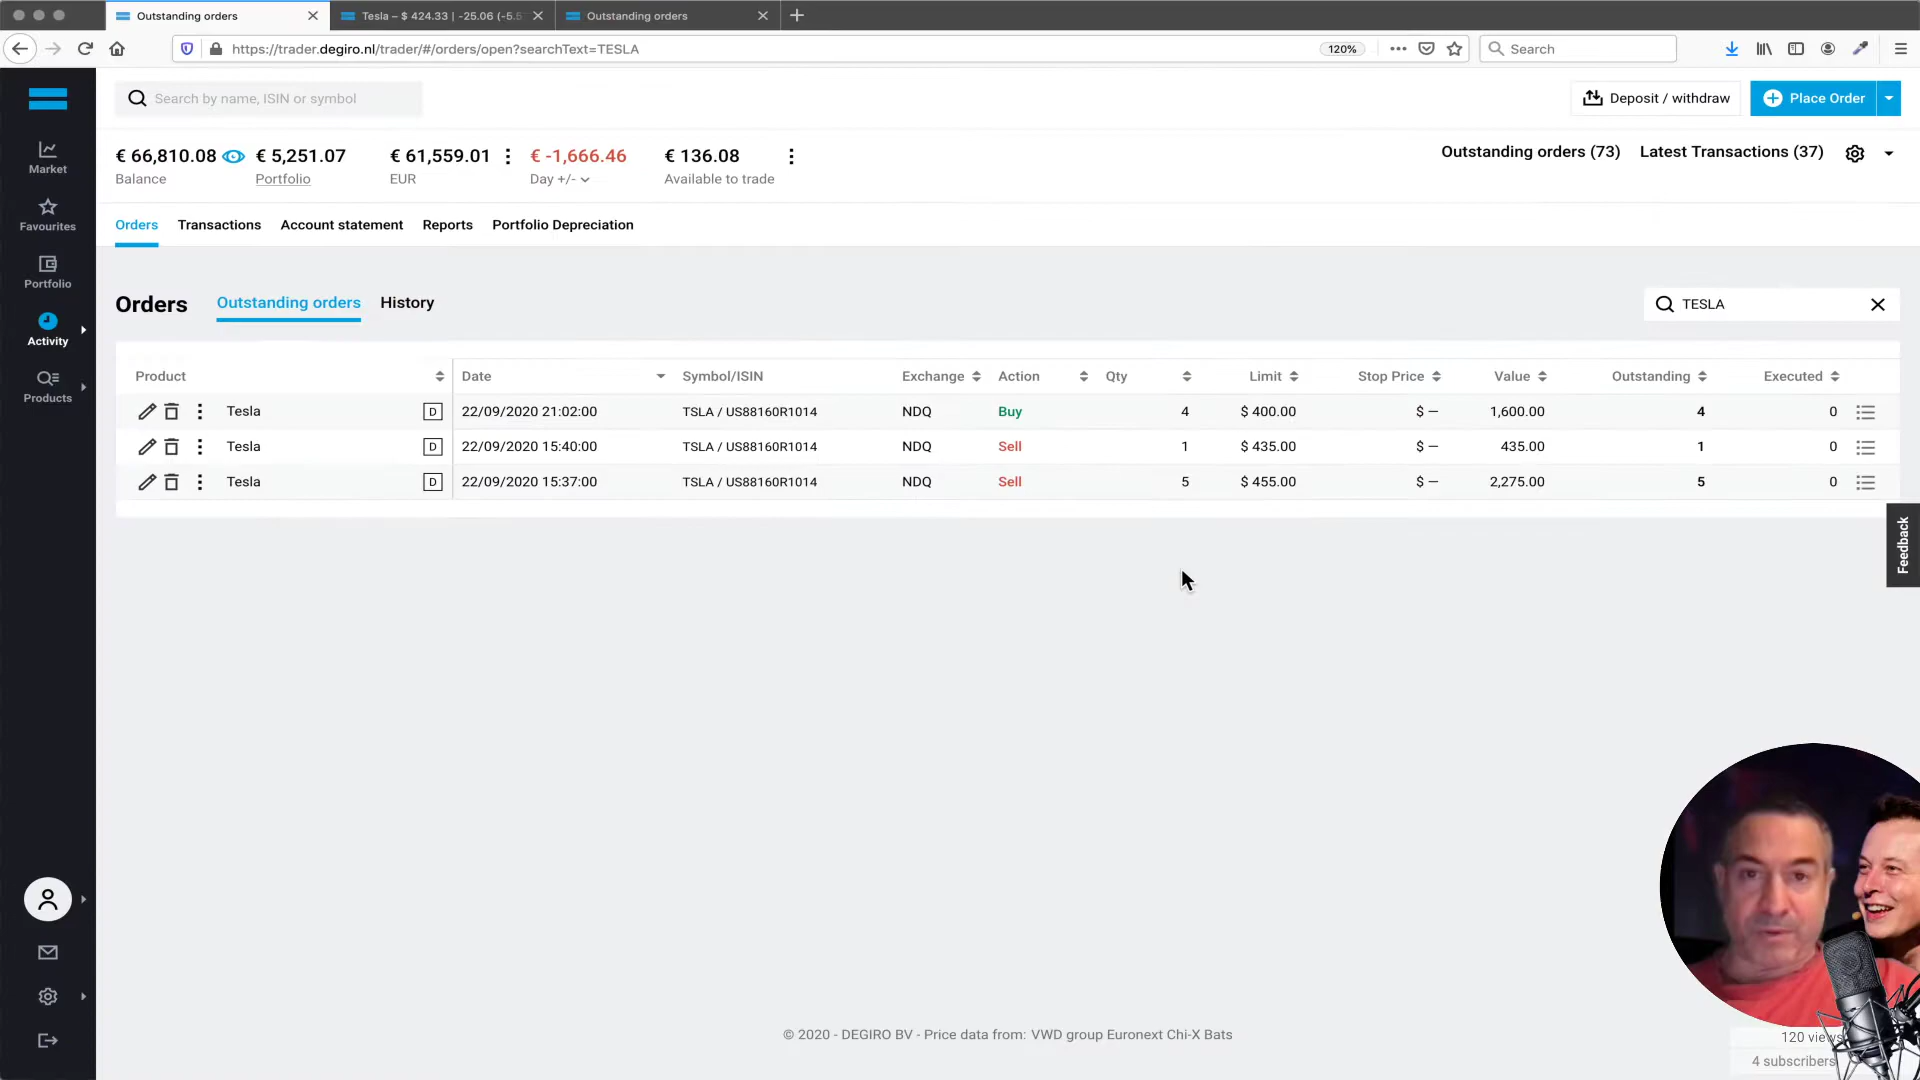 Outstanding orders
Tesla – $ 424.33 | -25.06 (-5.5
Outstanding orders
https://trader.degiro.nl/trader/#/orders/open?searchText=TESLA
120%
Search
Search by name, ISIN or symbol
Deposit / withdraw
Place Order
Market
Favourites
Portfolio
Activity
Products
€ 66,810.08
Balance
€ 5,251.07
Portfolio
€ 61,559.01
EUR
€ -1,666.46
Day +/-
€ 136.08
Available to trade
Outstanding orders (73)
Latest Transactions (37)
Orders Transactions Account statement Reports Portfolio Depreciation
Orders Outstanding orders History
TESLA
Product Date Symbol/ISIN Exchange Action Qty Limit Stop Price Value Outstanding Executed
Tesla D 22/09/2020 21:02:00 TSLA / US88160R1014 NDQ Buy 4 $ 400.00 $ — 1,600.00 4 0
Tesla D 22/09/2020 15:40:00 TSLA / US88160R1014 NDQ Sell 1 $ 435.00 $ — 435.00 1 0
Tesla D 22/09/2020 15:37:00 TSLA / US88160R1014 NDQ Sell 5 $ 455.00 $ — 2,275.00 5 0
Feedback
© 2020 - DEGIRO BV - Price data from: VWD group Euronext Chi-X Bats
120 views
4 subscribers